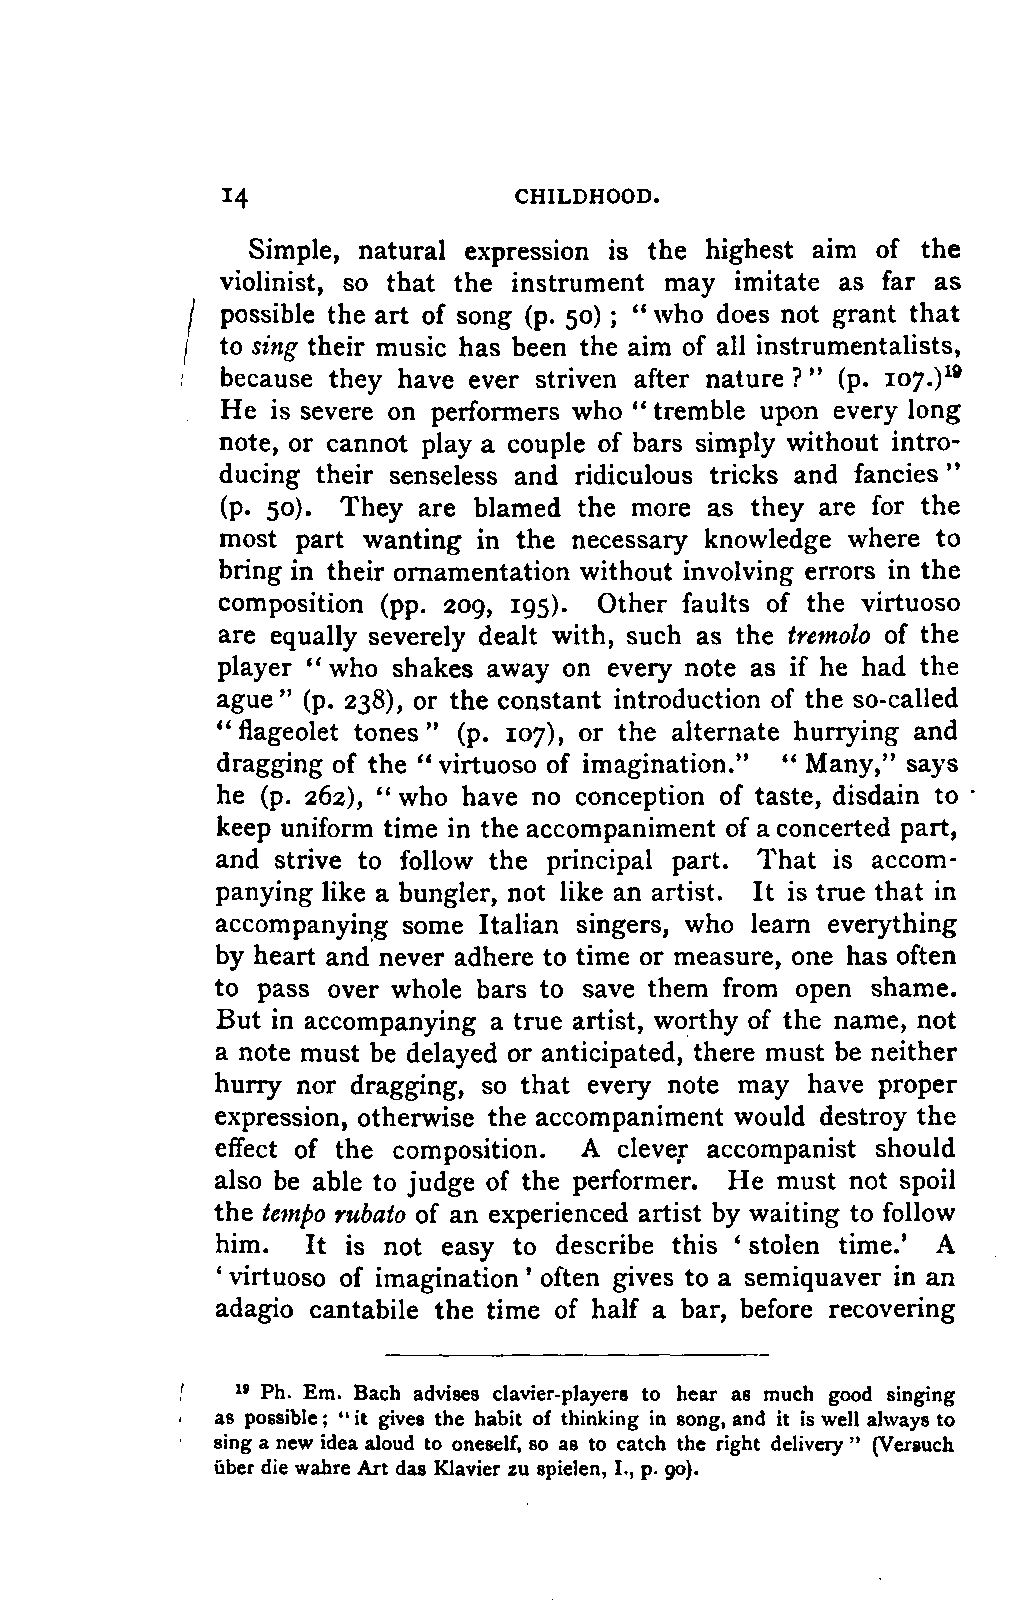 14 CHILDHOOD.
Simple, natural expression is the highest aim of the
violinist, so that the instrument may imitate as far as
possible the art of song (p. 50) ; “ who does not grant that
to sing their music has been the aim of all instrumentalists,
because they have ever striven after nature ? ” (p. 107.)¹⁹
He is severe on performers who “ tremble upon every long
note, or cannot play a couple of bars simply without intro-
ducing their senseless and ridiculous tricks and fancies ”
(p. 50). They are blamed the more as they are for the
most part wanting in the necessary knowledge where to
bring in their ornamentation without involving errors in the
composition (pp. 209, 195). Other faults of the virtuoso
are equally severely dealt with, such as the tremolo of the
player “ who shakes away on every note as if he had the
ague ” (p. 238), or the constant introduction of the so-called
“ flageolet tones ” (p. 107), or the alternate hurrying and
dragging of the “ virtuoso of imagination.” “ Many,” says
he (p. 262), “ who have no conception of taste, disdain to
keep uniform time in the accompaniment of a concerted part,
and strive to follow the principal part. That is accom-
panying like a bungler, not like an artist. It is true that in
accompanying some Italian singers, who learn everything
by heart and never adhere to time or measure, one has often
to pass over whole bars to save them from open shame.
But in accompanying a true artist, worthy of the name, not
a note must be delayed or anticipated, there must be neither
hurry nor dragging, so that every note may have proper
expression, otherwise the accompaniment would destroy the
effect of the composition. A clever accompanist should
also be able to judge of the performer. He must not spoil
the tempo rubato of an experienced artist by waiting to follow
him. It is not easy to describe this ‘ stolen time.’ A
‘ virtuoso of imagination ’ often gives to a semiquaver in an
adagio cantabile the time of half a bar, before recovering
¹⁹ Ph. Em. Bach advises clavier-players to hear as much good singing
as possible ; “ it gives the habit of thinking in song, and it is well always to
sing a new idea aloud to oneself, so as to catch the right delivery ” (Versuch
über die wahre Art das Klavier zu spielen, I., p. 90).